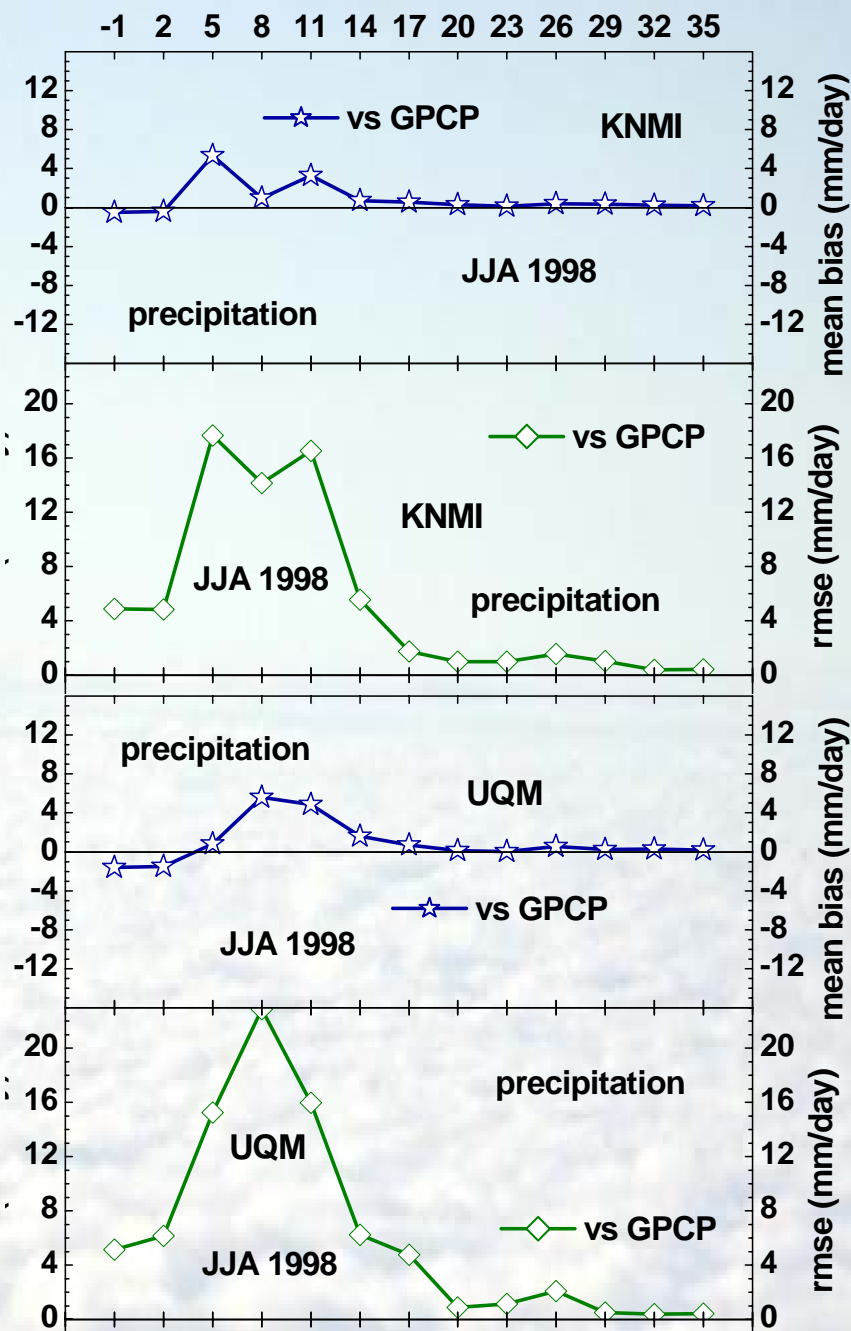 -1 2 5 8 11 14 17 20 23 26 29 32 35
12 12
vs GPCP KNMI
8 8
4 4
0 0
-4 -4
JJA 1998
-8 -8
precipitation
-12 -12
mean bias (mm/day)
20 20
vs GPCP
16 16
KNMI
12 12
8 8
JJA 1998
precipitation
4 4
0 0
rmse (mm/day)
12 12
precipitation
8 8
UQM
4 4
0 0
-4 -4
vs GPCP
-8 -8
JJA 1998
-12 -12
mean bias (mm/day)
20 20
precipitation
16 16
UQM
12 12
8 8
vs GPCP
4 4
JJA 1998
0 0
rmse (mm/day)